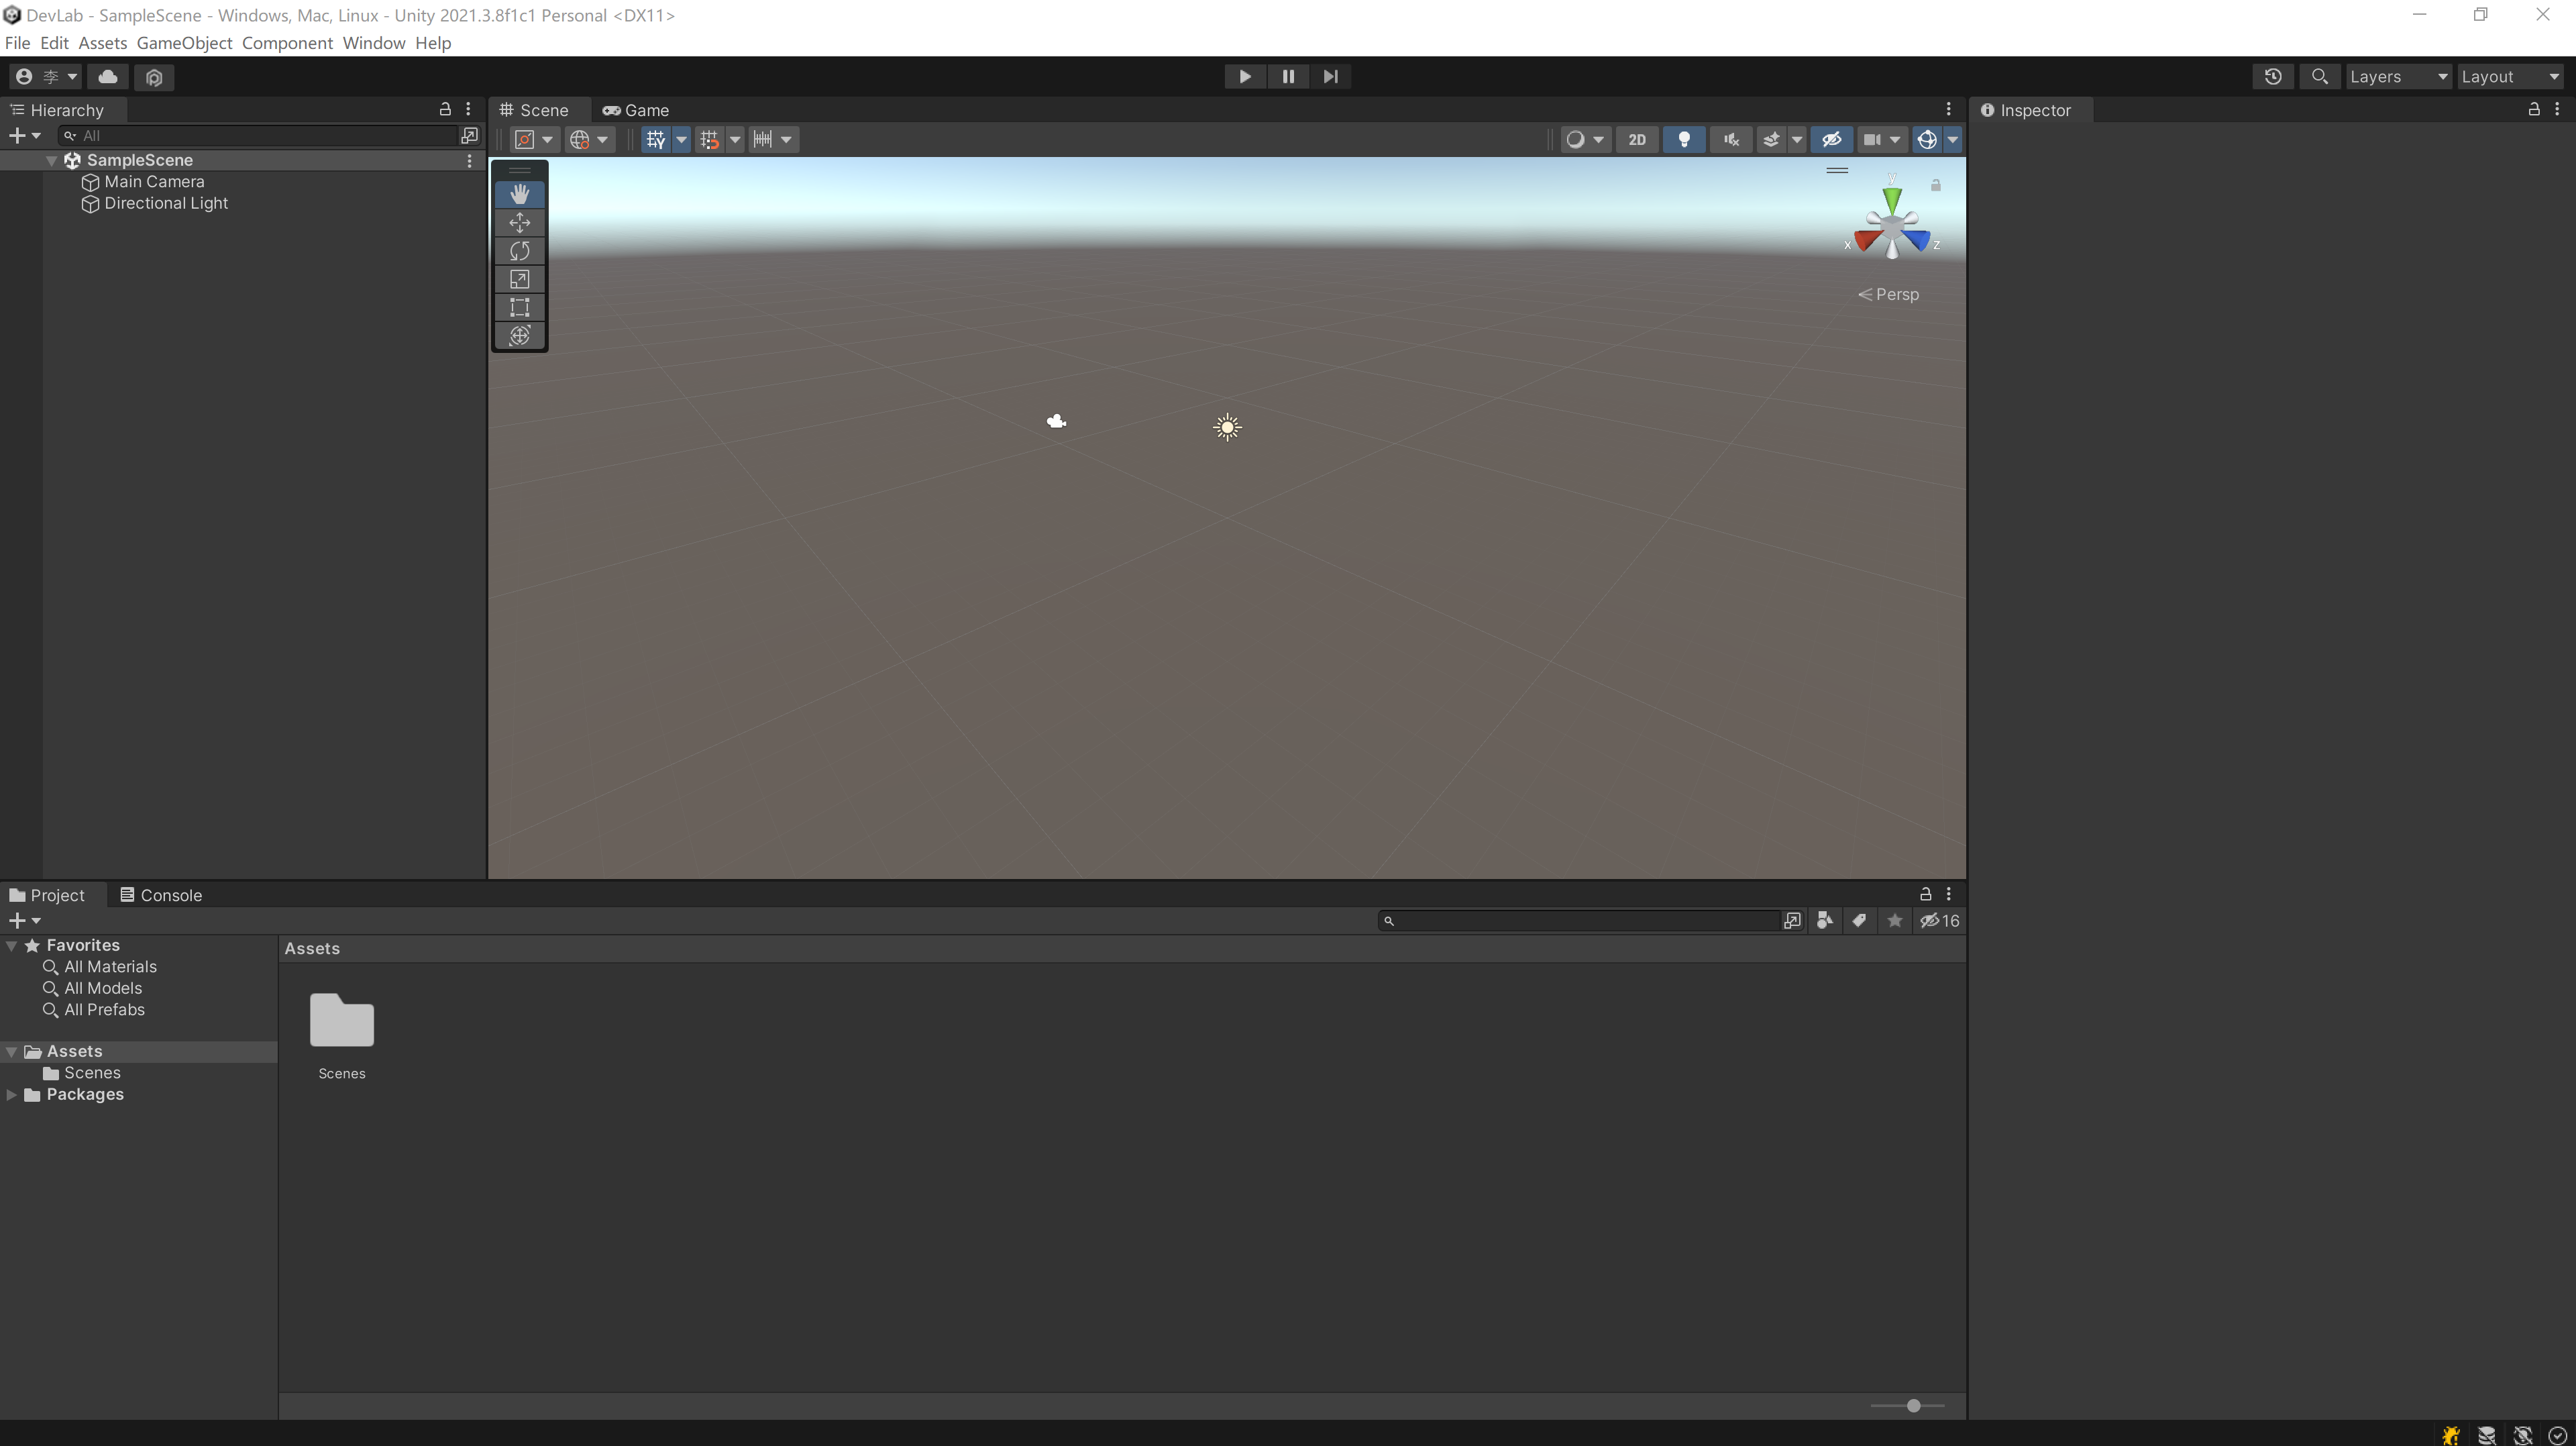 DevLab - SampleScene - Windows, Mac, Linux - Unity 2021.3.8f1c1 Personal <DX11>
File Edit Assets GameObject Component Window Help
李
Layers
Layout
Hierarchy
All
SampleScene
Main Camera
Directional Light
Scene
Game
2D
y
x
z
Persp
Inspector
Project
Console
16
Favorites
All Materials
All Models
All Prefabs
Assets
Scenes
Packages
Assets
Scenes